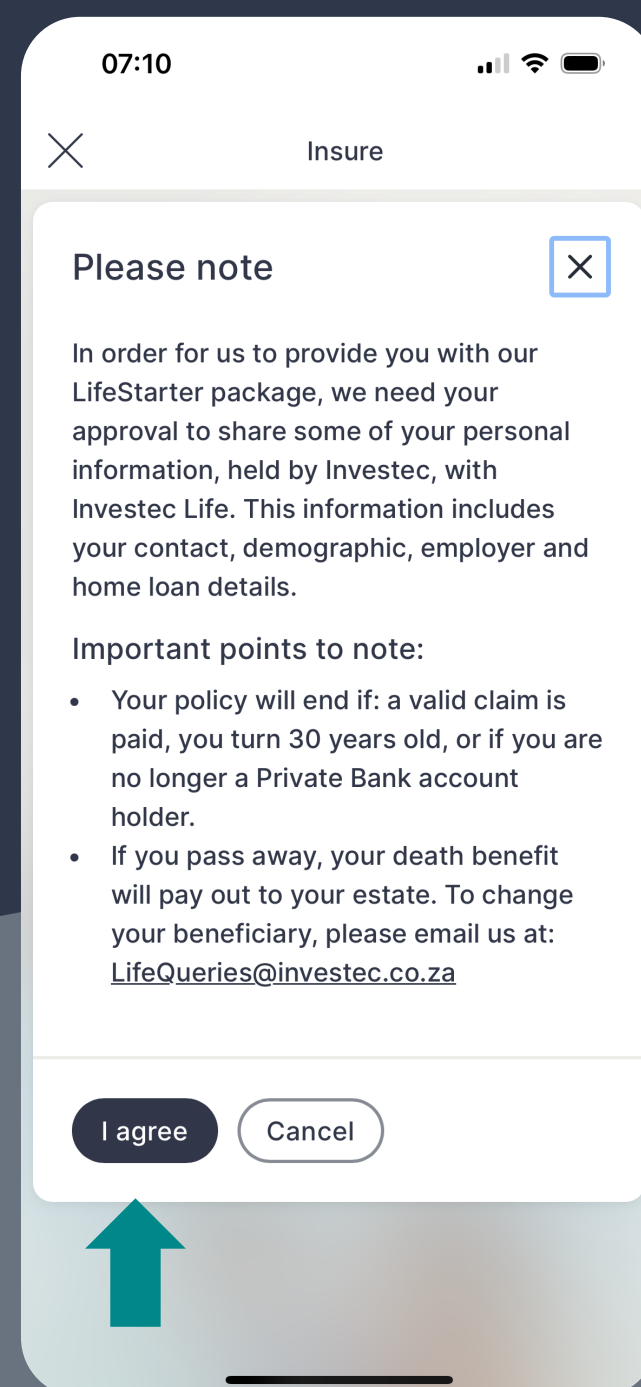 07:10
Insure
Please note
In order for us to provide you with our
LifeStarter package, we need your
approval to share some of your personal
information, held by Investec, with
Investec Life. This information includes
your contact, demographic, employer and
home loan details.
Important points to note:
• Your policy will end if: a valid claim is
paid, you turn 30 years old, or if you are
no longer a Private Bank account
holder.
• If you pass away, your death benefit
will pay out to your estate. To change
your beneficiary, please email us at:
LifeQueries@investec.co.za
I agree
Cancel